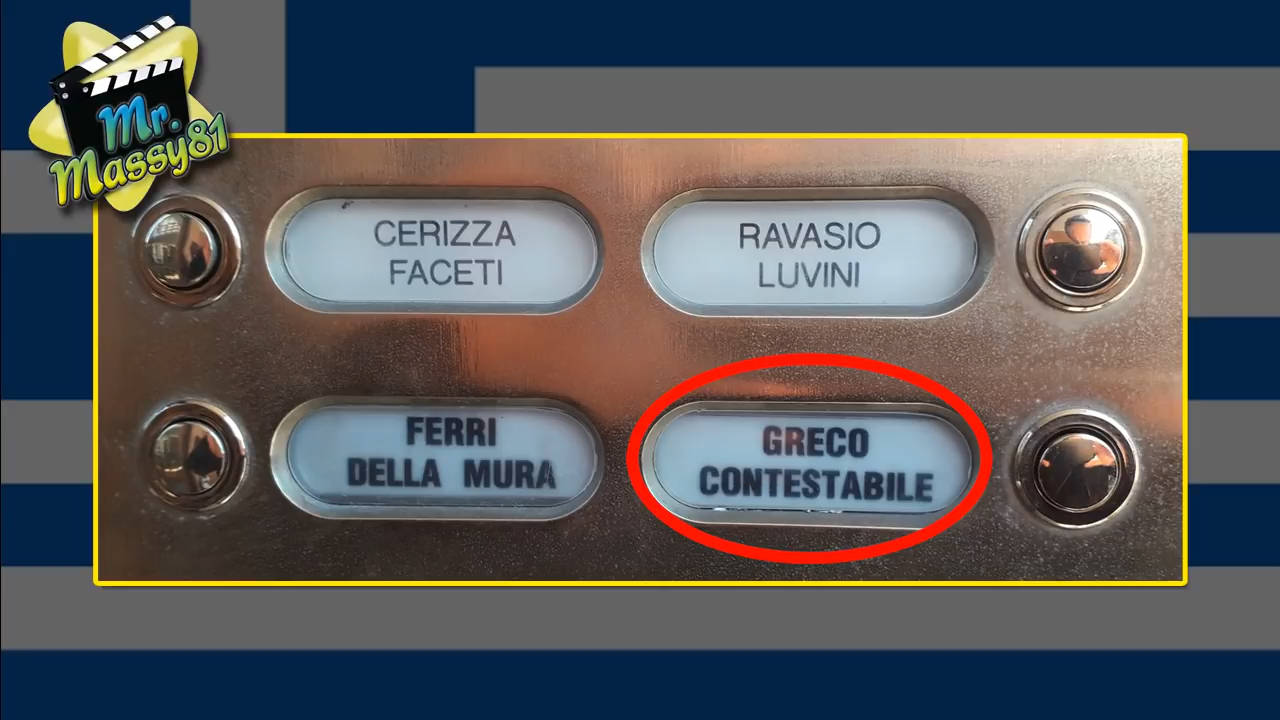 Mr.
Massy81
CERIZZA
FACETI
RAVASIO
LUVINI
FERRI
DELLA MURA
GRECO
CONTESTABILE